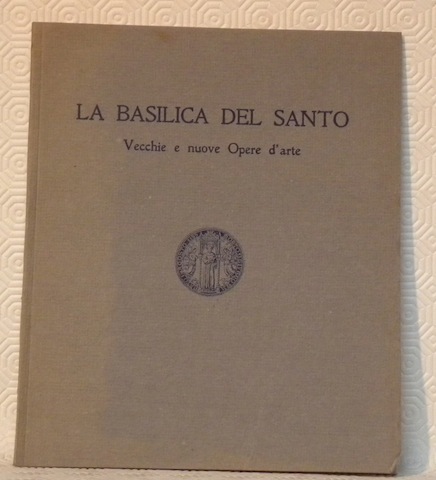 LA BASILICA DEL SANTO
Vecchie e nuove Opere d'arte